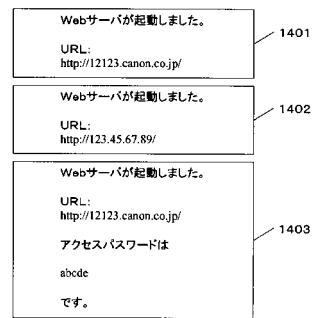 Webサーバが起動しました。
1401
URL:
http://12123.canon.co.jp/
Webサーバが起動しました。
1402
URL:
http://123.45.67.89/
Webサーバが起動しました。
URL:
http://12123.canon.co.jp/
アクセスパスワードは
1403
abcde
です。